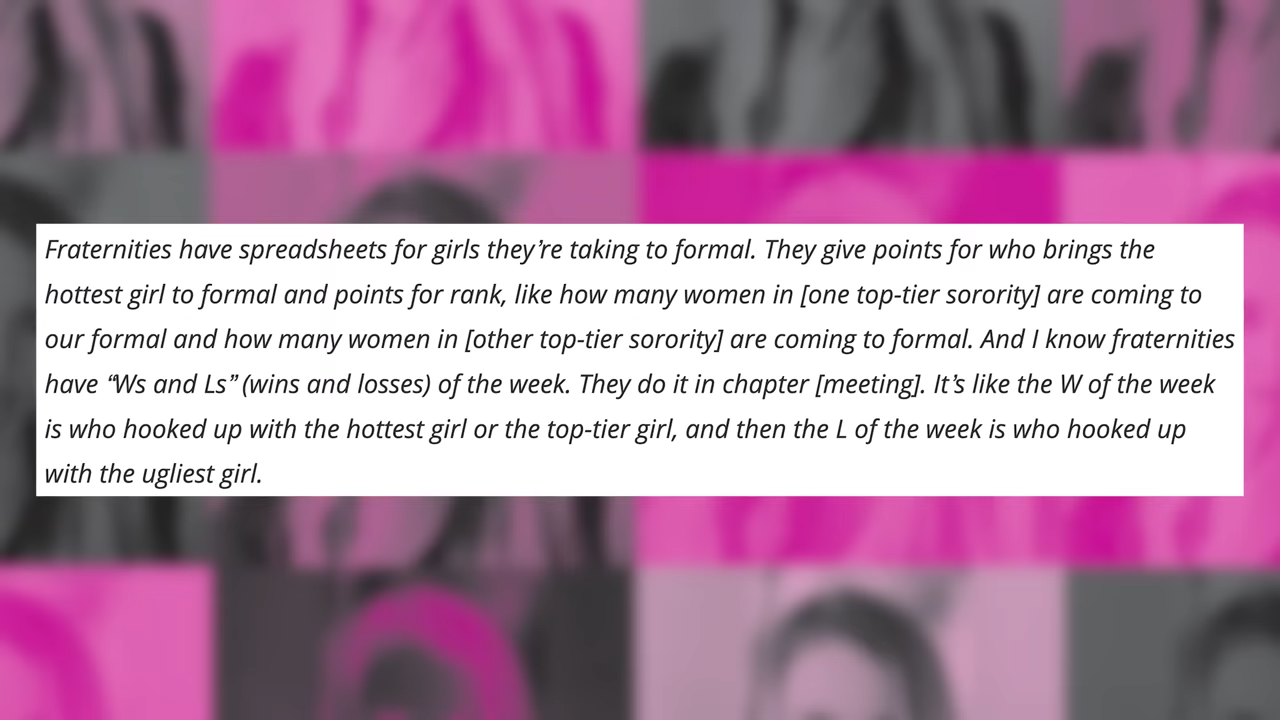 Fraternities have spreadsheets for girls they’re taking to formal. They give points for who brings the
hottest girl to formal and points for rank, like how many women in [one top-tier sorority] are coming to
our formal and how many women in [other top-tier sorority] are coming to formal. And I know fraternities
have “Ws and Ls” (wins and losses) of the week. They do it in chapter [meeting]. It’s like the W of the week
is who hooked up with the hottest girl or the top-tier girl, and then the L of the week is who hooked up
with the ugliest girl.